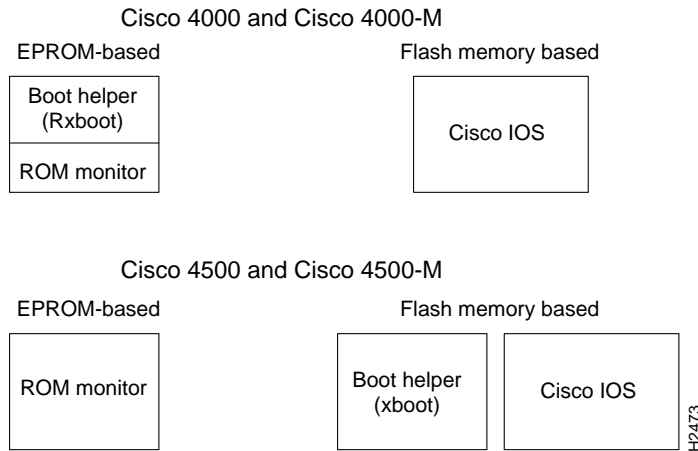 Cisco 4000 and Cisco 4000-M
EPROM-based
Flash memory based
Boot helper
(Rxboot)
ROM monitor
Cisco IOS
Cisco 4500 and Cisco 4500-M
EPROM-based
Flash memory based
ROM monitor
Boot helper
(xboot)
Cisco IOS
H2473